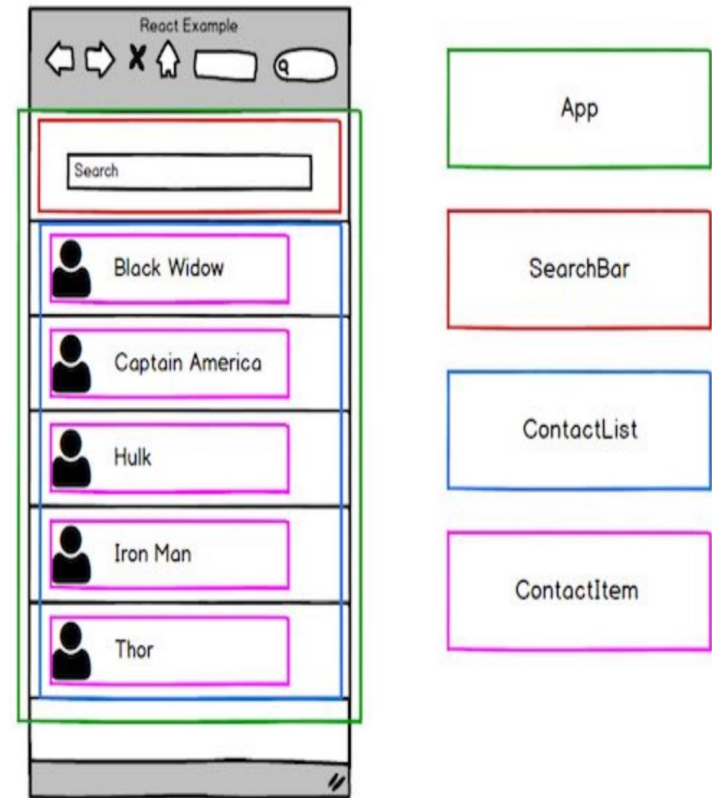 React Example
Search
Black Widow
Captain America
Hulk
Iron Man
Thor
App
SearchBar
ContactList
ContactItem